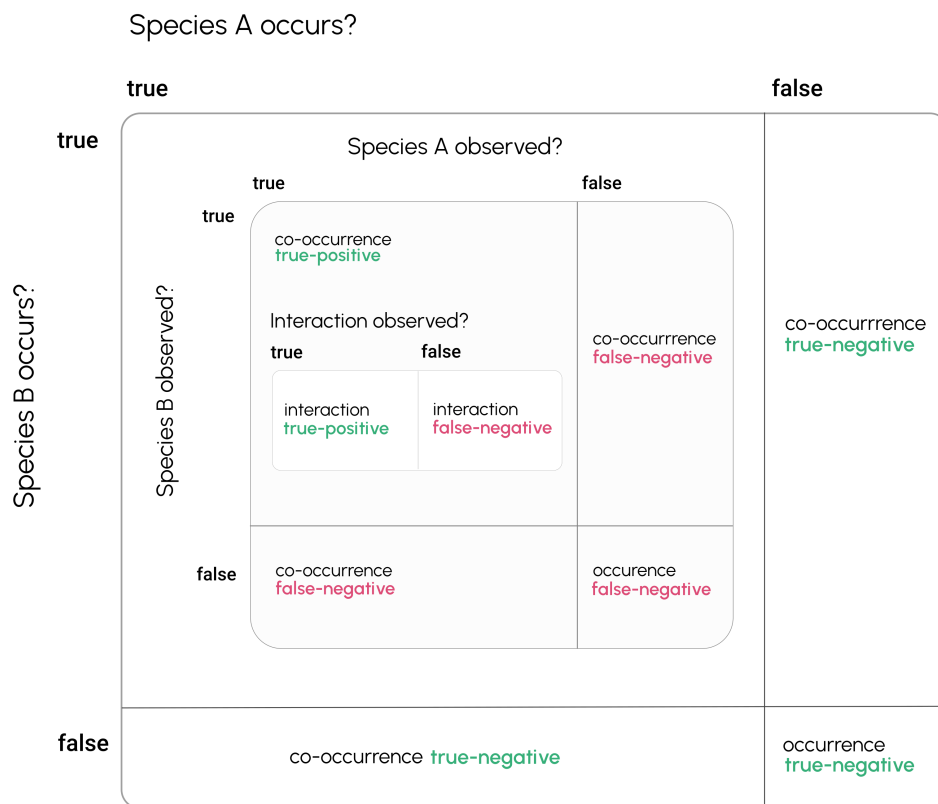 Species A occurs?
true
false
true
Species A observed?
true
false
true
co-occurrence
true-positive
Interaction observed?
true
false
interaction
true-positive
interaction
false-negative
co-occurrrence
false-negative
co-occurrrence
true-negative
Species B occurs?
Species B observed?
false
co-occurrence
false-negative
occurence
false-negative
false
co-occurrence true-negative
occurrence
true-negative